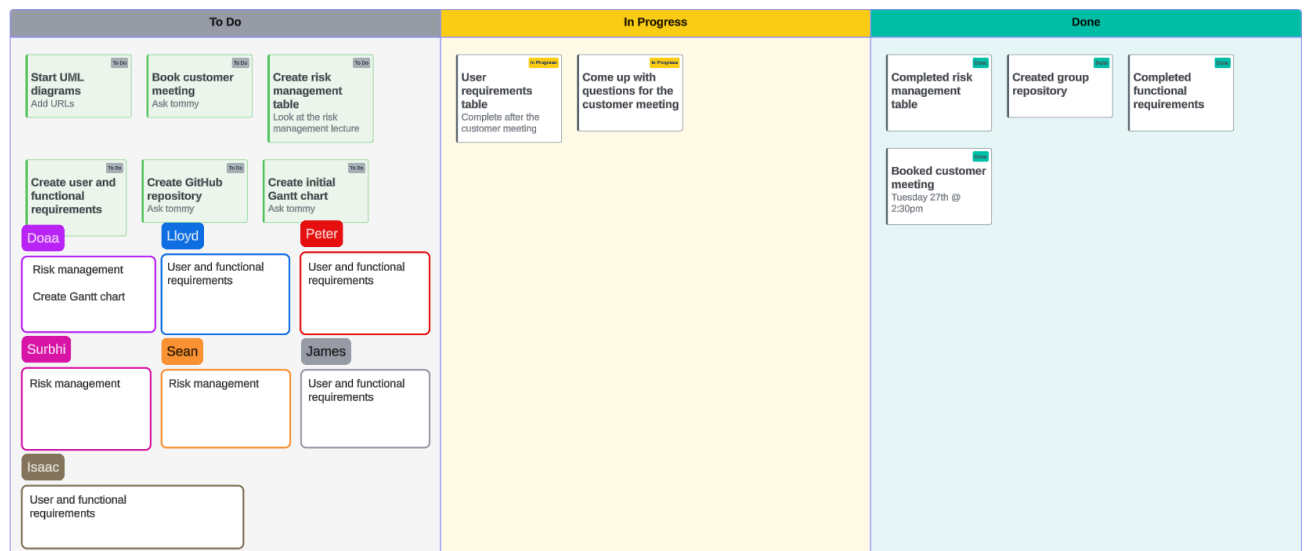 To Do
In Progress
Done
To Do
Start UML
diagrams
Add URLs
To Do
Book customer
meeting
Ask tommy
To Do
Create risk
management
table
Look at the risk
management lecture
To Do
Create user and
functional
requirements
To Do
Create GitHub
repository
Ask tommy
To Do
Create initial
Gantt chart
Ask tommy
Doaa
Risk management
Create Gantt chart
Lloyd
User and functional
requirements
Peter
User and functional
requirements
Surbhi
Risk management
Sean
Risk management
James
User and functional
requirements
Isaac
User and functional
requirements
In Progress
User
requirements
table
Complete after the
customer meeting
In Progress
Come up with
questions for the
customer meeting
Done
Completed risk
management
table
Done
Created group
repository
Done
Completed
functional
requirements
Done
Booked customer
meeting
Tuesday 27th @
2:30pm